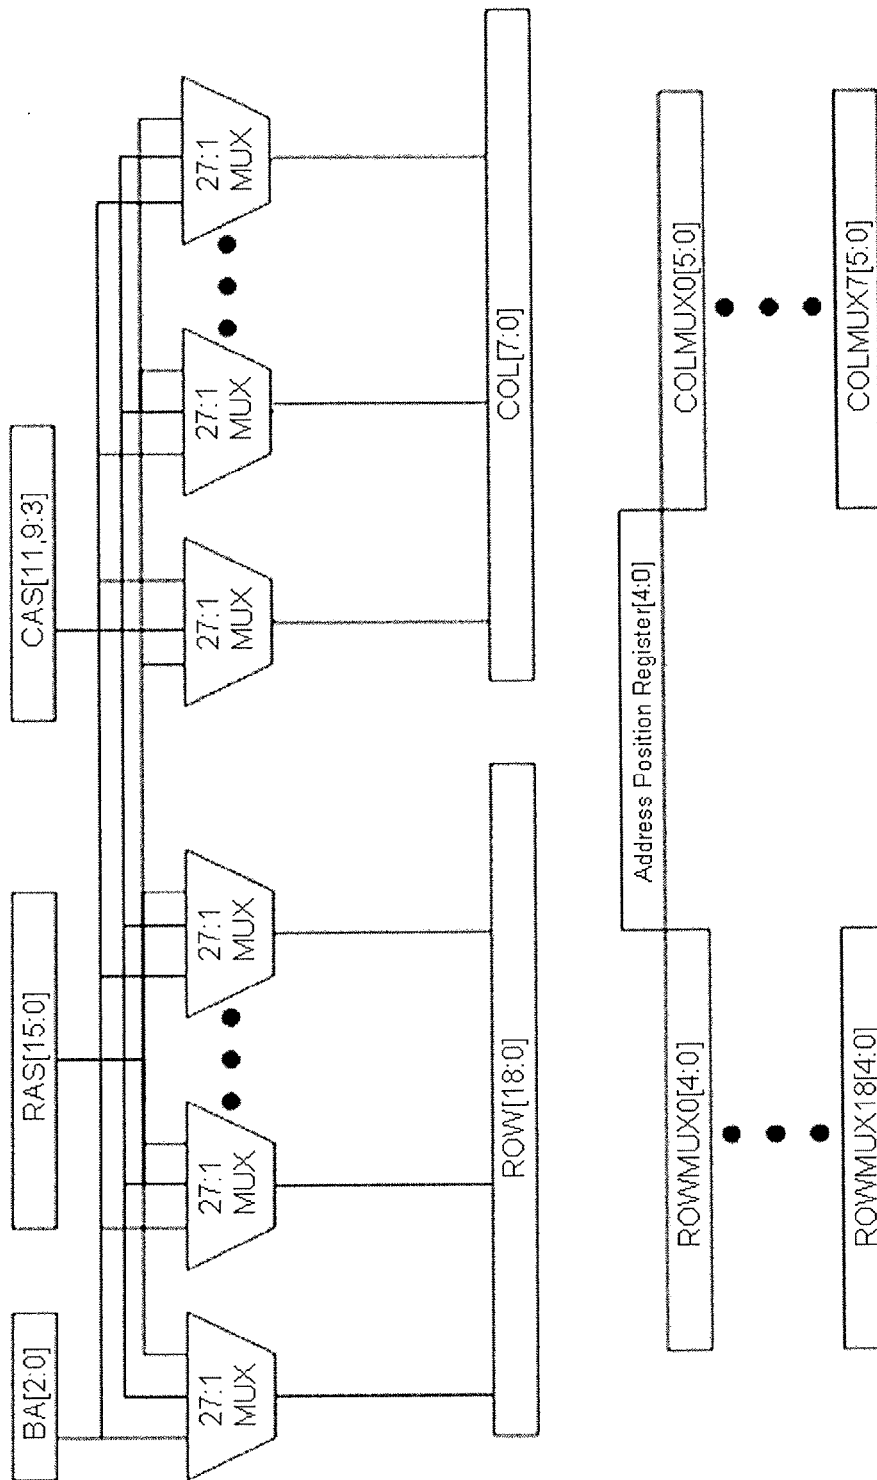 BA[2:0]
RAS[15:0]
CAS[11,9:3]
27:1
MUX
27:1
MUX
27:1
MUX
27:1
MUX
27:1
MUX
27:1
MUX
ROW[18:0]
COL[7:0]
Address Position Register[4:0]
ROWMUX0[4:0]
COLMUX0[5:0]
ROWMUX18[4:0]
COLMUX7[5:0]